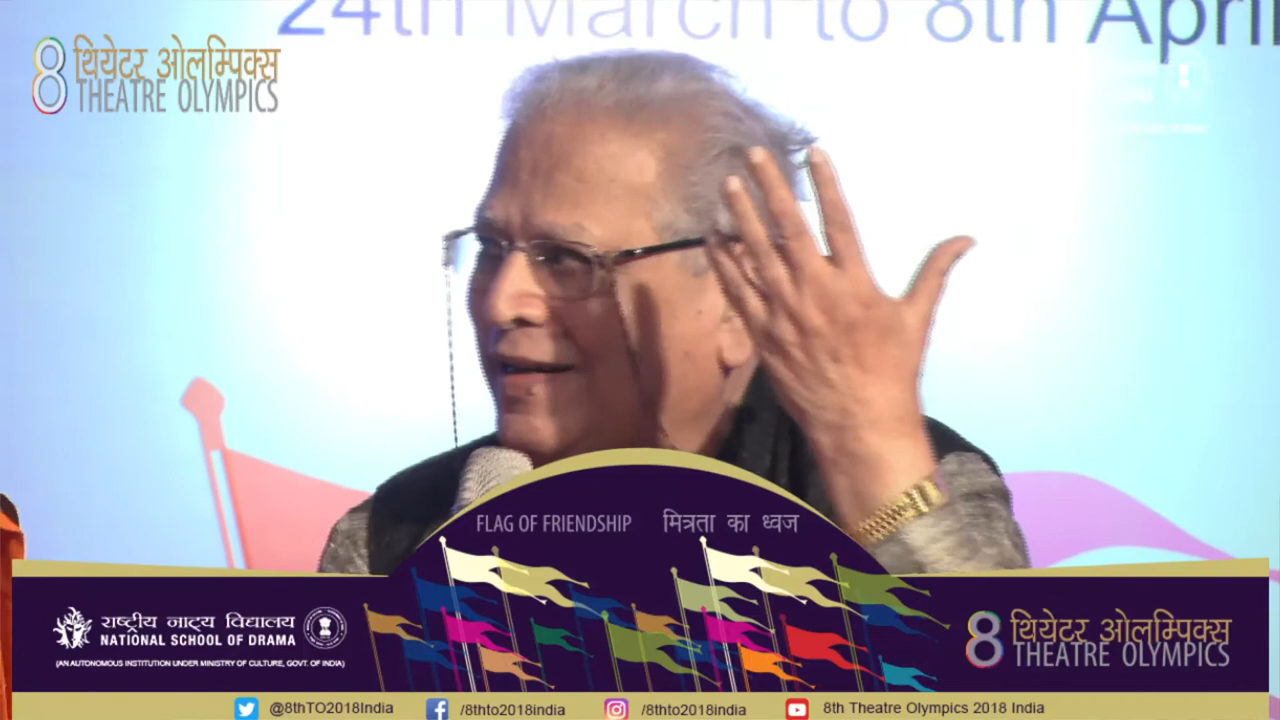 24th March to 8th April
8 थियेटर ओलम्पिक्स
THEATRE OLYMPICS
FLAG OF FRIENDSHIP मित्रता का ध्वज
राष्ट्रीय नाट्य विद्यालय
NATIONAL SCHOOL OF DRAMA
(AN AUTONOMOUS INSTITUTION UNDER MINISTRY OF CULTURE, GOVT. OF INDIA)
8 थियेटर ओलम्पिक्स
THEATRE OLYMPICS
@8thTO2018India /8thto2018india /8thto2018india 8th Theatre Olympics 2018 India